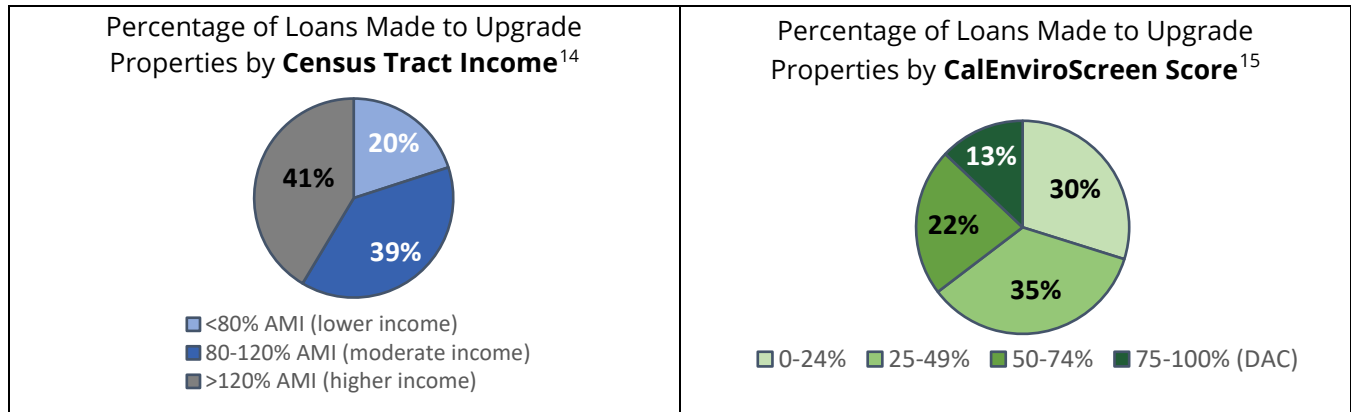 Percentage of Loans Made to Upgrade
Properties by Census Tract Income14
20%
41%
39%
<80% AMI (lower income)
80-120% AMI (moderate income)
>120% AMI (higher income)
Percentage of Loans Made to Upgrade
Properties by CalEnviroScreen Score15
13%
30%
22%
35%
0-24% 25-49% 50-74% 75-100% (DAC)